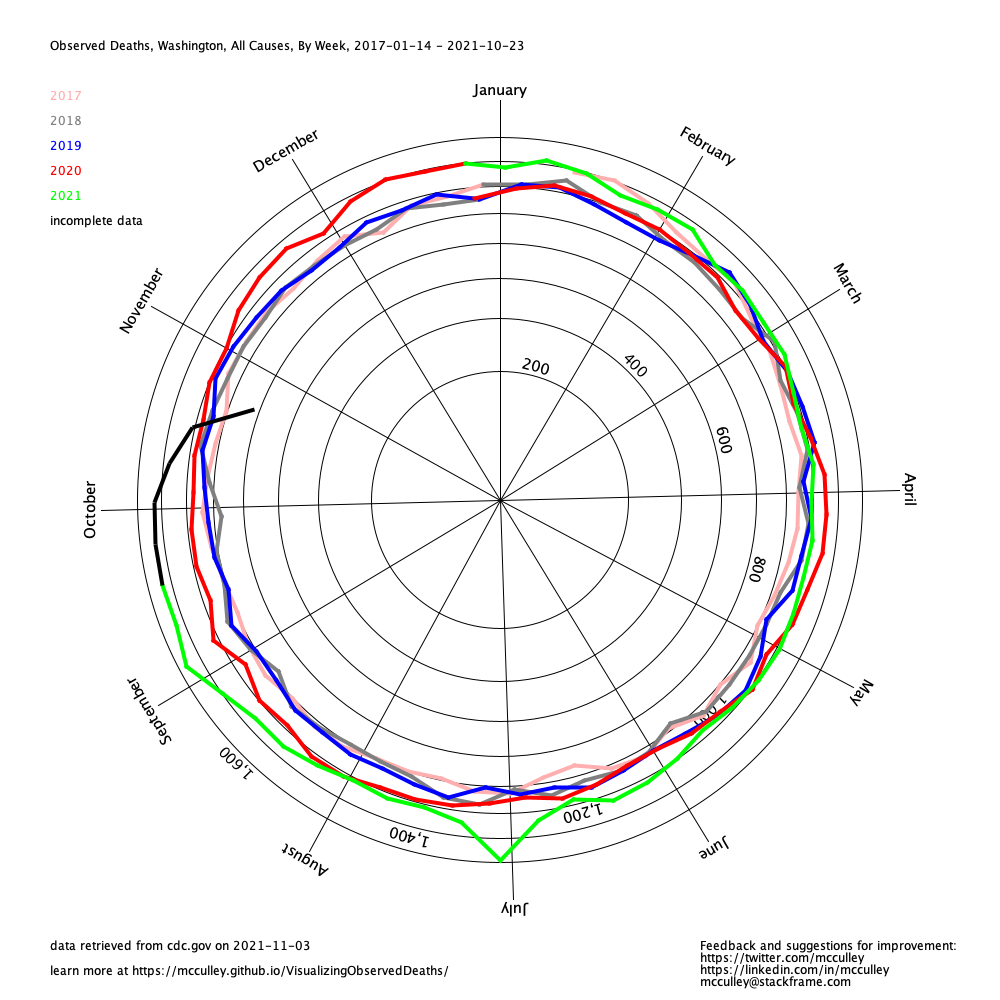 Observed Deaths, Washington, All Causes, By Week, 2017-01-14 - 2021-10-23
2017
2018
2019
2020
2021
incomplete data
January
February
March
April
May
June
July
August
September
October
November
December
200
400
600
800
1,200
1,400
1,600
data retrieved from cdc.gov on 2021-11-03
learn more at https://mcculley.github.io/VisualizingObservedDeaths/
Feedback and suggestions for improvement:
https://twitter.com/mcculley
https://linkedin.com/in/mcculley
mcculley@stackframe.com